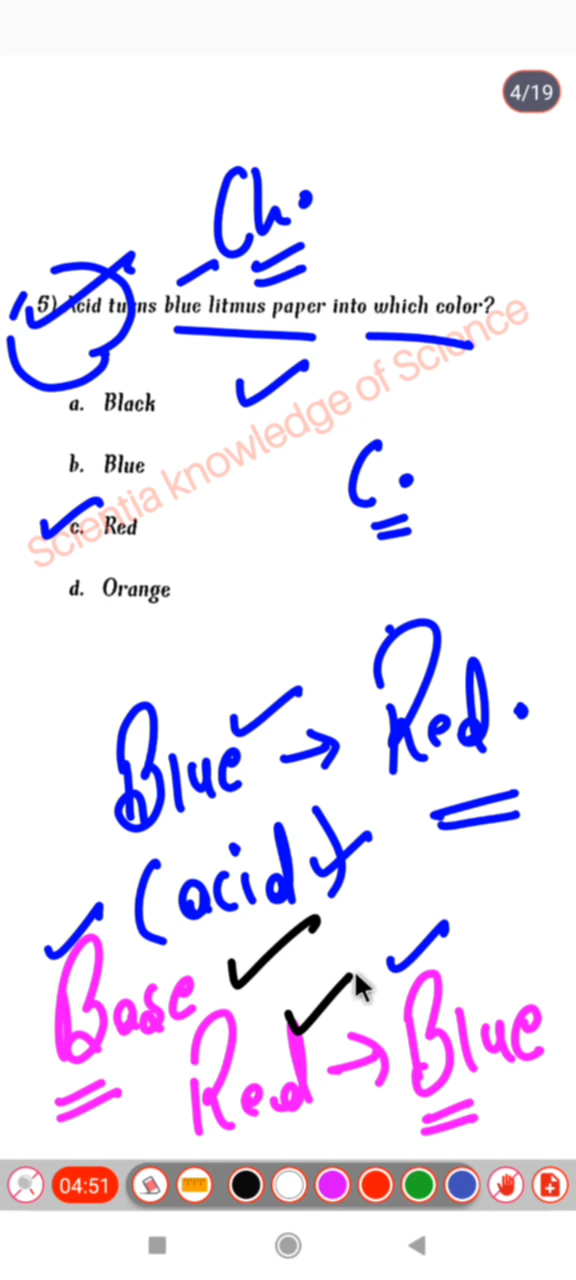 4/19
Ch.
5) Acid turns blue litmus paper into which color?
a. Black
b. Blue
c. Red
d. Orange
Scientia knowledge of Science
C.
Blue → Red.
(acid)
Base
Red → Blue
04:51